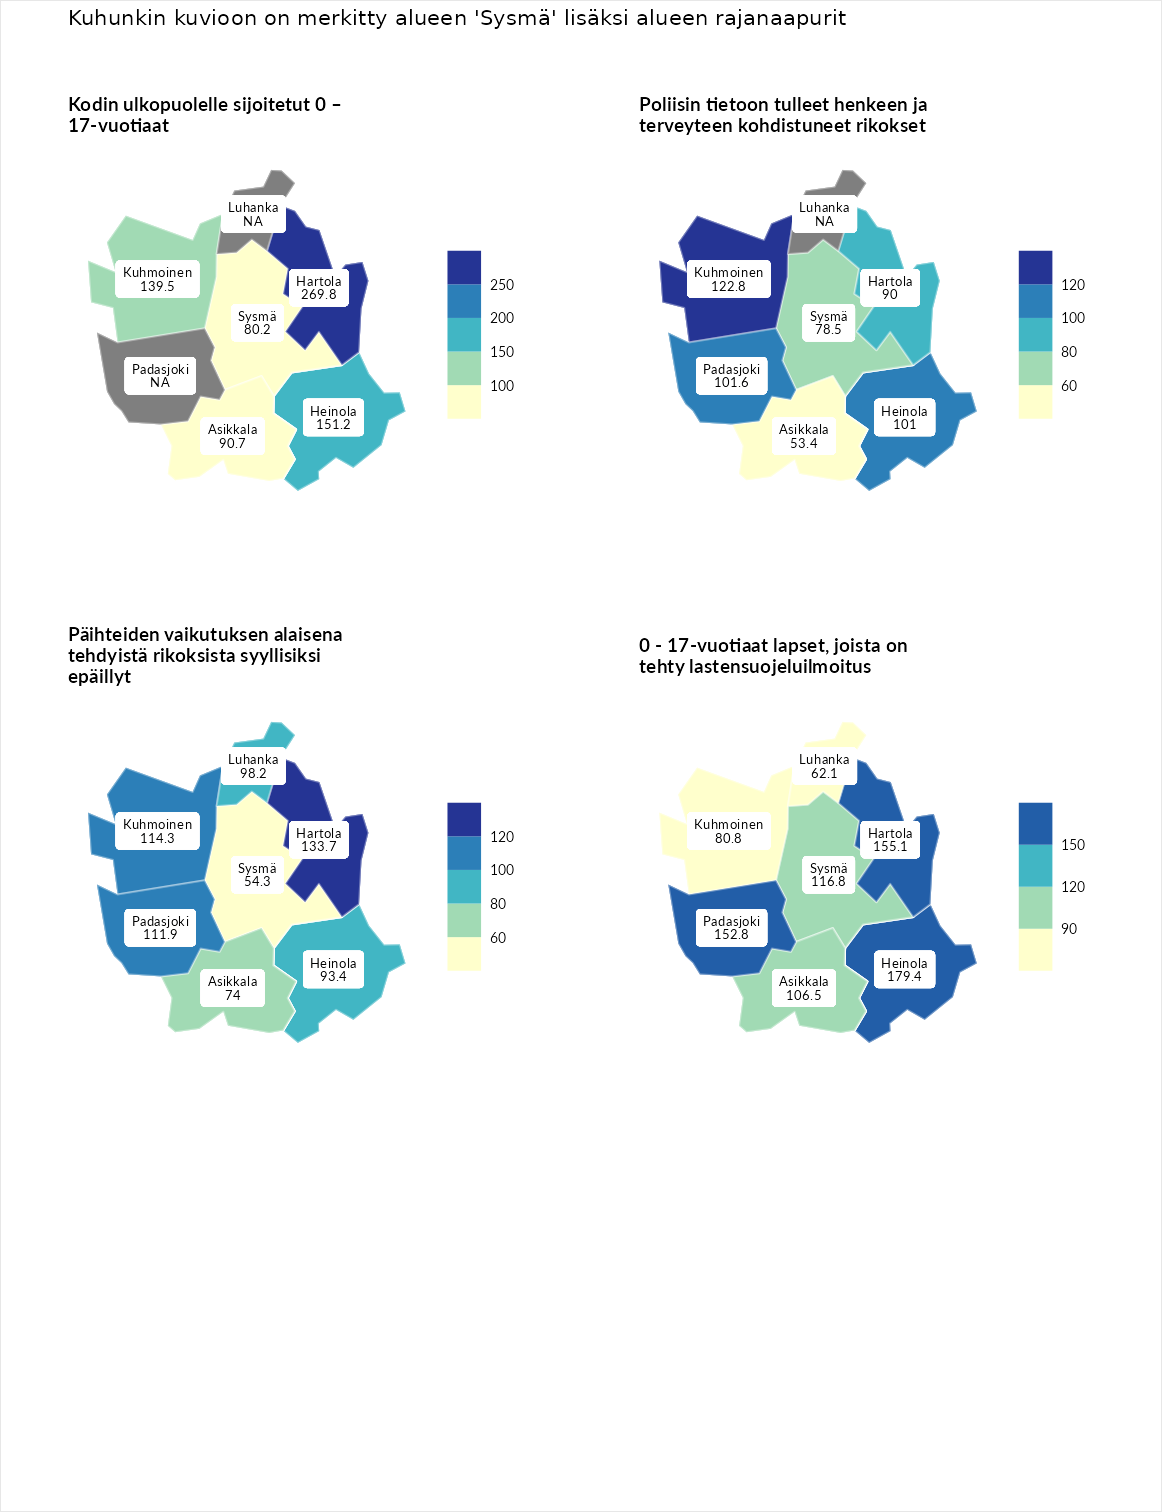 Kuhunkin kuvioon on merkitty alueen 'Sysmä' lisäksi alueen rajanaapurit
Kodin ulkopuolelle sijoitetut 0 –
17-vuotiaat
Luhanka
NA
Kuhmoinen
139.5
Hartola
269.8
Sysmä
80.2
Padasjoki
NA
Heinola
151.2
Asikkala
90.7
250
200
150
100
Poliisin tietoon tulleet henkeen ja
terveyteen kohdistuneet rikokset
Luhanka
NA
Kuhmoinen
122.8
Hartola
90
Sysmä
78.5
Padasjoki
101.6
Heinola
101
Asikkala
53.4
120
100
80
60
Päihteiden vaikutuksen alaisena
tehdyistä rikoksista syyllisiksi
epäillyt
Luhanka
98.2
Kuhmoinen
114.3
Hartola
133.7
Sysmä
54.3
Padasjoki
111.9
Heinola
93.4
Asikkala
74
120
100
80
60
0 - 17-vuotiaat lapset, joista on
tehty lastensuojeluilmoitus
Luhanka
62.1
Kuhmoinen
80.8
Hartola
155.1
Sysmä
116.8
Padasjoki
152.8
Heinola
179.4
Asikkala
106.5
150
120
90